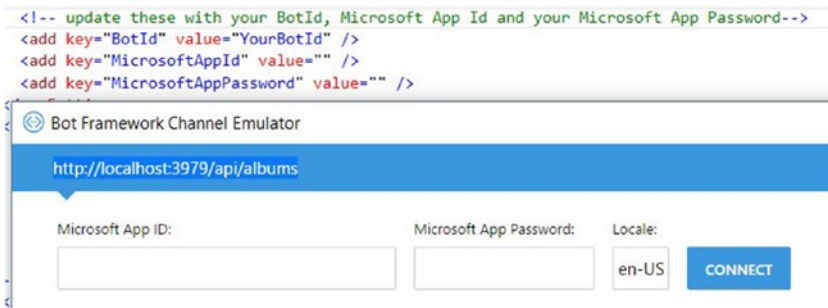 <!-- update these with your BotId, Microsoft App Id and your Microsoft App Password-->
<add key="BotId" value="YourBotId" />
<add key="MicrosoftAppId" value="" />
<add key="MicrosoftAppPassword" value="" />
Bot Framework Channel Emulator
http://localhost:3979/api/albums
Microsoft App ID: Microsoft App Password: Locale:
en-US CONNECT